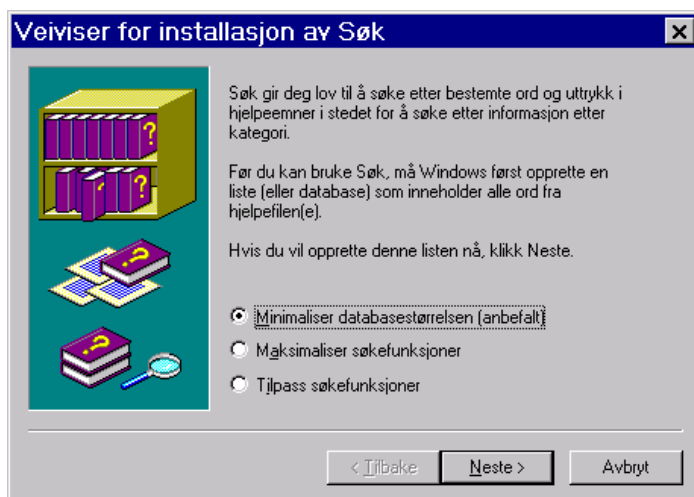 Veiviser for installasjon av Søk
Søk gir deg lov til å søke etter bestemte ord og uttrykk i
hjelpeemner i stedet for å søke etter informasjon etter
kategori.
Før du kan bruke Søk, må Windows først opprette en
liste (eller database) som inneholder alle ord fra
hjelpefilen(e).
Hvis du vil opprette denne listen nå, klikk Neste.
Minimaliser databasestørrelsen (anbefalt)
Maksimaliser søkefunksjoner
Tilpass søkefunksjoner
< Tilbake
Neste >
Avbryt